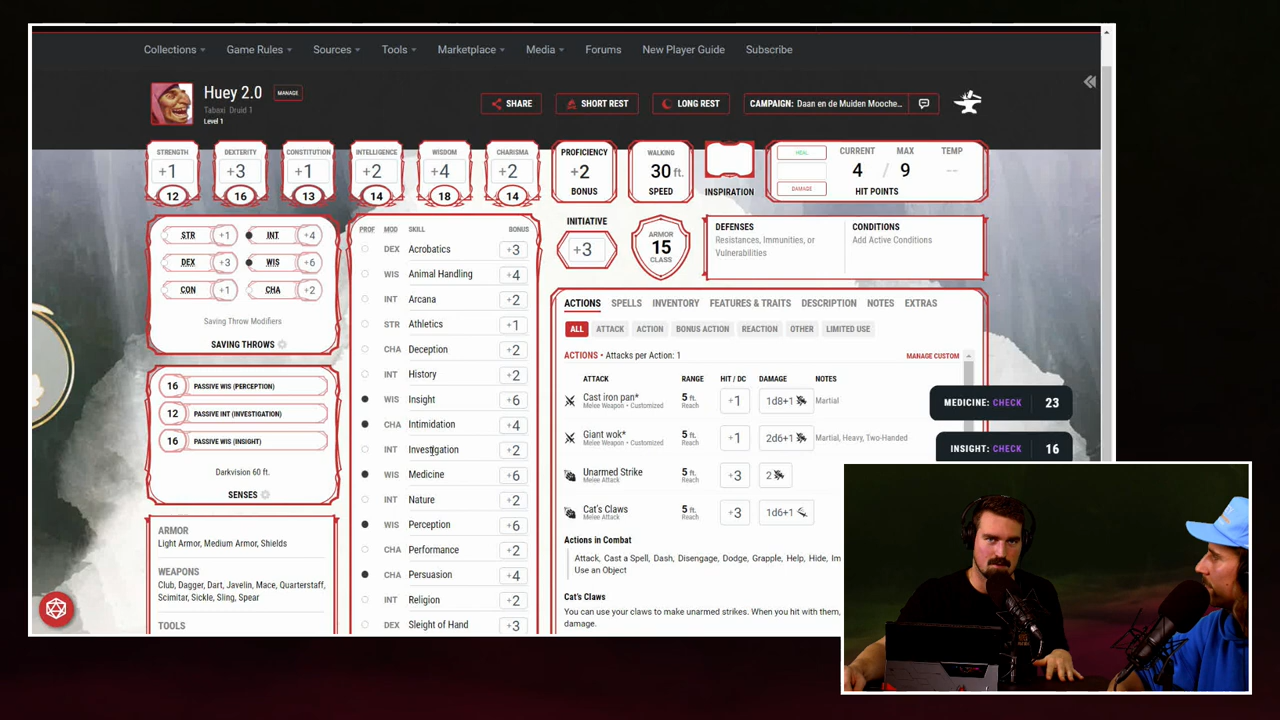 Collections Game Rules Sources Tools Marketplace Media Forums New Player Guide Subscribe
Huey 2.0 MANAGE
Tabaxi Druid 1
Level 1
SHARE SHORT REST LONG REST CAMPAIGN: Daan en de Muiden Mooche...
STRENGTH
+1
12
DEXTERITY
+3
16
CONSTITUTION
+1
13
INTELLIGENCE
+2
14
WISDOM
+4
18
CHARISMA
+2
14
PROFICIENCY
+2
BONUS
WALKING
30 ft.
SPEED
INSPIRATION
HEAL
DAMAGE
CURRENT MAX TEMP
4 / 9 --
HIT POINTS
STR +1 INT +4
DEX +3 WIS +6
CON +1 CHA +2
Saving Throw Modifiers
SAVING THROWS
16 PASSIVE WIS (PERCEPTION)
12 PASSIVE INT (INVESTIGATION)
16 PASSIVE WIS (INSIGHT)
Darkvision 60 ft.
SENSES
ARMOR
Light Armor, Medium Armor, Shields
WEAPONS
Club, Dagger, Dart, Javelin, Mace, Quarterstaff,
Scimitar, Sickle, Sling, Spear
TOOLS
PROF MOD SKILL BONUS
DEX Acrobatics +3
WIS Animal Handling +4
INT Arcana +2
STR Athletics +1
CHA Deception +2
INT History +2
WIS Insight +6
CHA Intimidation +4
INT Investigation +2
WIS Medicine +6
INT Nature +2
WIS Perception +6
CHA Performance +2
CHA Persuasion +4
INT Religion +2
DEX Sleight of Hand +3
INITIATIVE
+3
ARMOR
15
CLASS
DEFENSES
Resistances, Immunities, or
Vulnerabilities
CONDITIONS
Add Active Conditions
ACTIONS SPELLS INVENTORY FEATURES & TRAITS DESCRIPTION NOTES EXTRAS
ALL ATTACK ACTION BONUS ACTION REACTION OTHER LIMITED USE
ACTIONS • Attacks per Action: 1 MANAGE CUSTOM
ATTACK RANGE HIT / DC DAMAGE NOTES
Cast iron pan* 5 ft. +1 1d8+1 Martial
Melee Weapon • Customized Reach
Giant wok* 5 ft. +1 2d6+1 Martial, Heavy, Two-Handed
Melee Weapon • Customized Reach
Unarmed Strike 5 ft. +3 2
Melee Attack Reach
Cat's Claws 5 ft. +3 1d6+1
Melee Attack Reach
Actions in Combat
Attack, Cast a Spell, Dash, Disengage, Dodge, Grapple, Help, Hide, Im
Use an Object
Cat's Claws
You can use your claws to make unarmed strikes. When you hit with them,
damage.
MEDICINE: CHECK 23
INSIGHT: CHECK 16